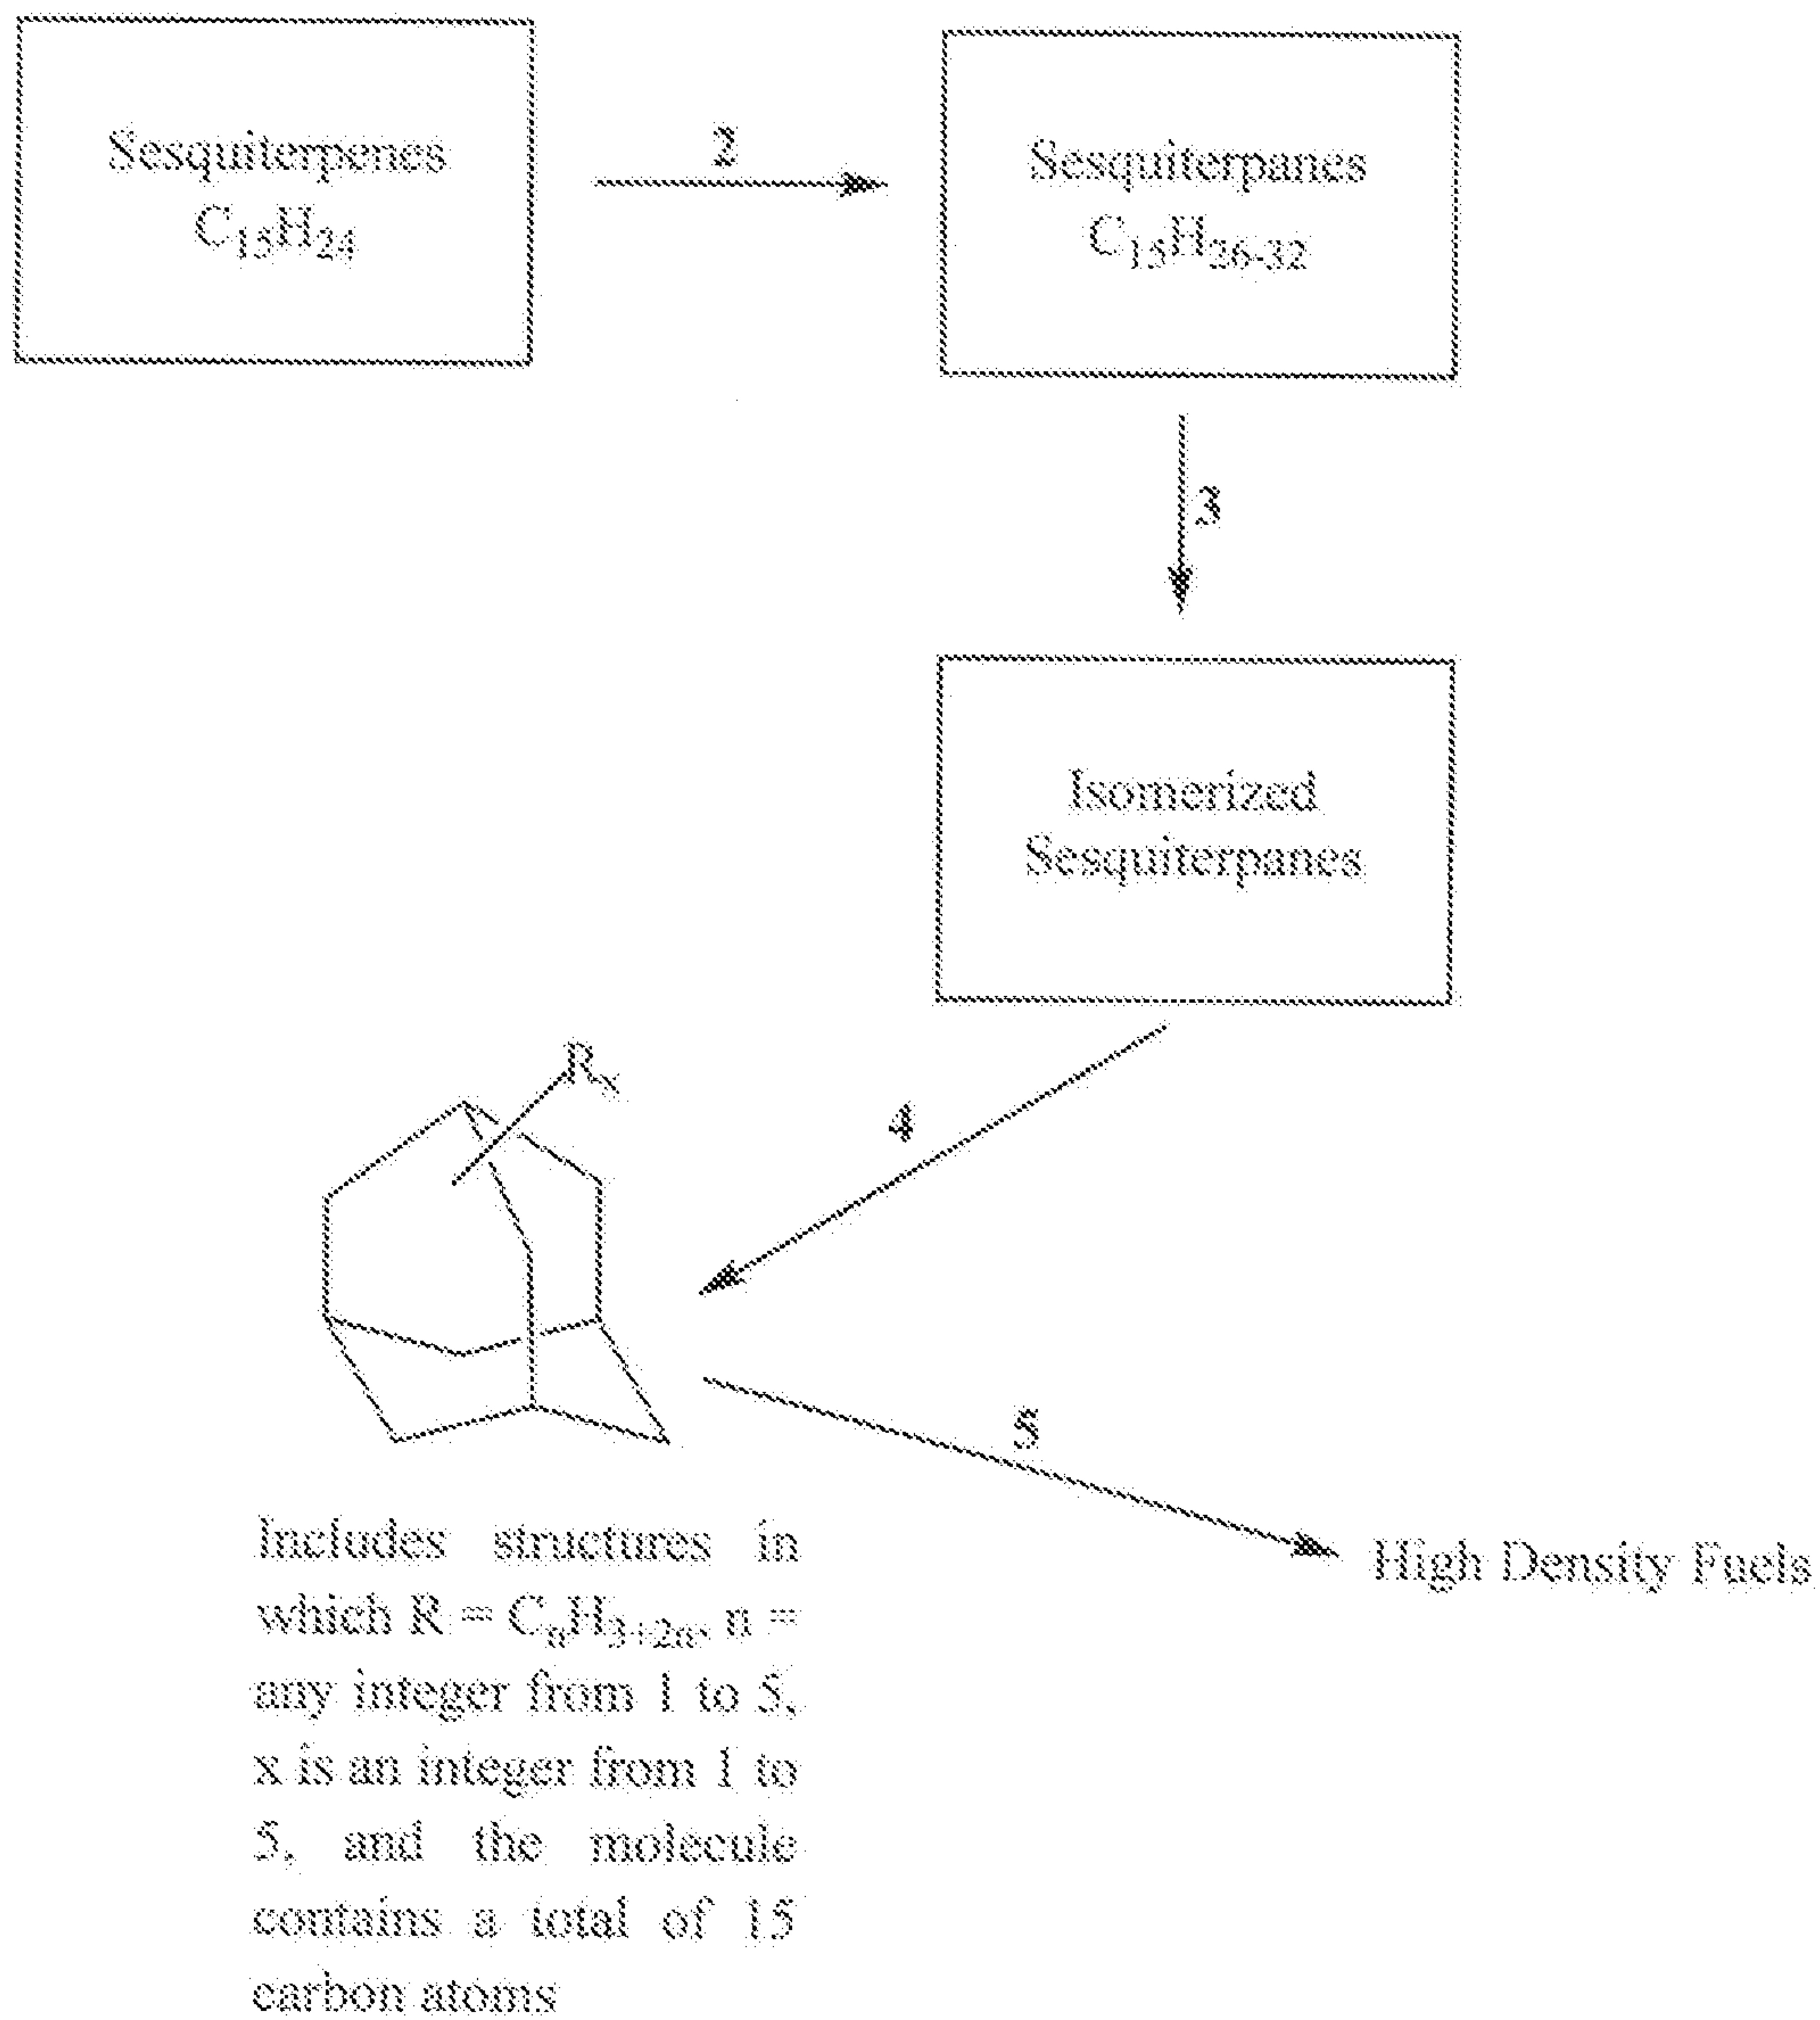 Sesquiterpenes
C₁₅H₂₄
2
Sesquiterpanes
C₁₅H₂₆₋₃₂
3
Isomerized
Sesquiterpanes
Rₓ
4
5
High Density Fuels
Includes structures in
which R = CₙH₃₊₂ₙ, n =
any integer from 1 to 5,
x is an integer from 1 to
5, and the molecule
contains a total of 15
carbon atoms